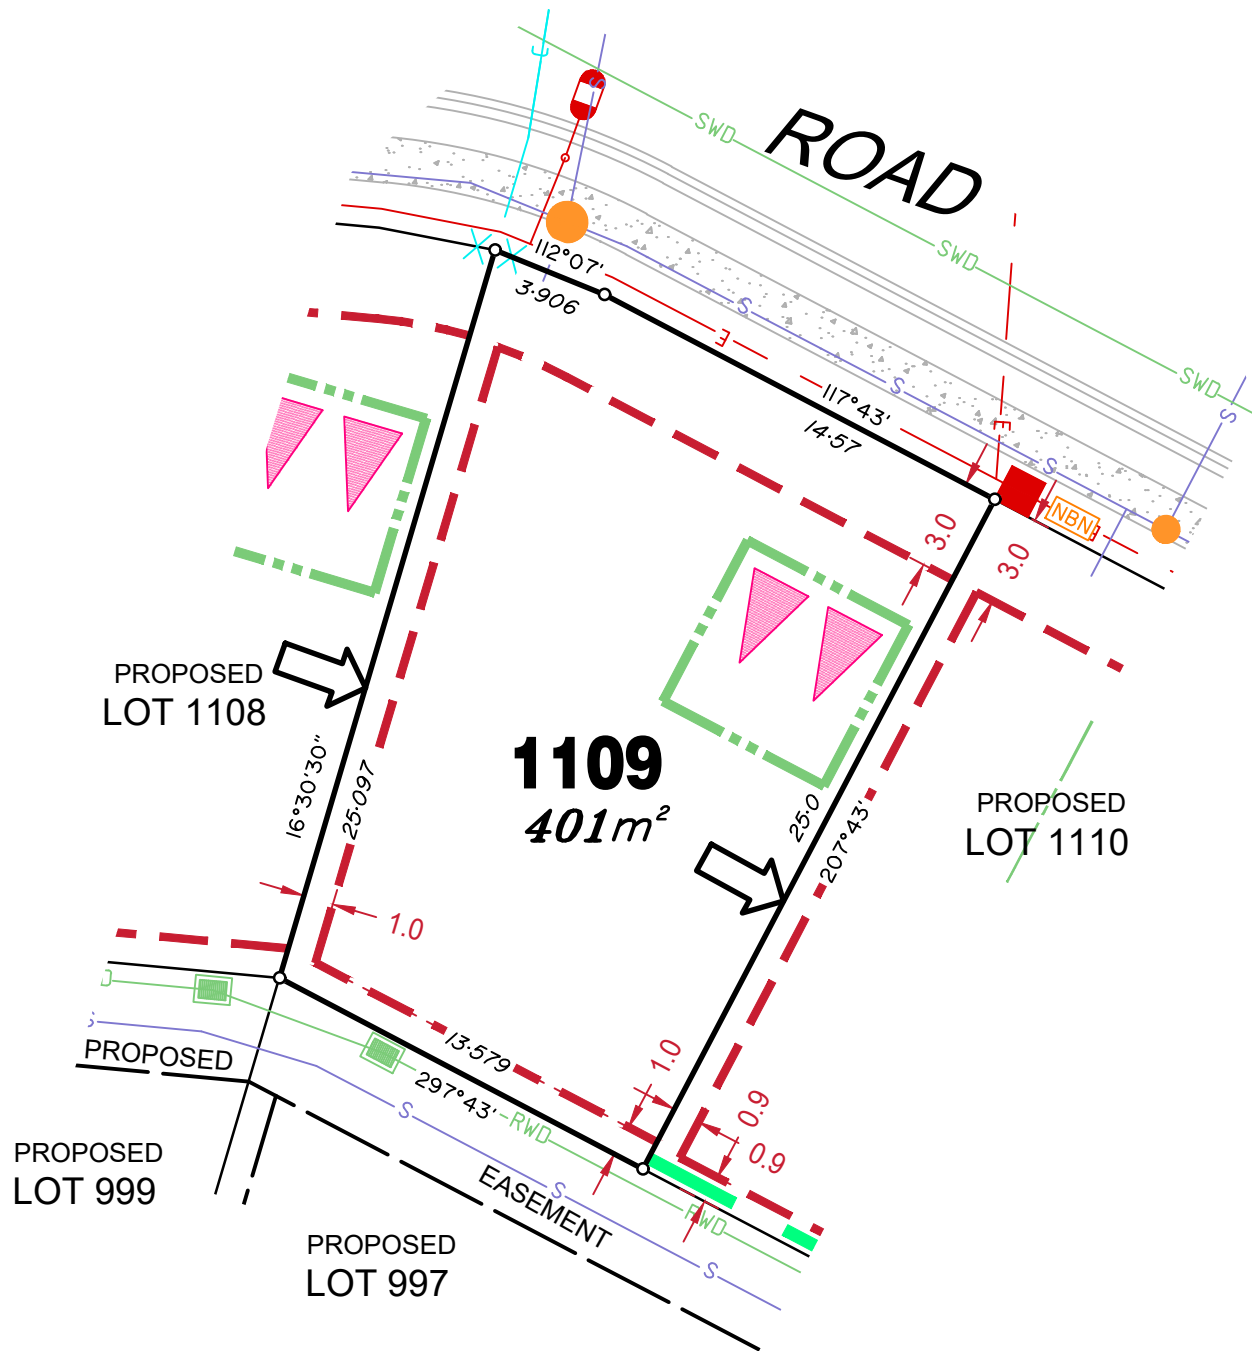 J
S
SWD
ROAD
SWD
SWD
112°07'
3·906
S
E
S
S
117°43'
14·57
E
S
NBN
3.0
3.0
PROPOSED
LOT 1108
1109
401m²
PROPOSED
LOT 1110
16°30'30"
25·097
25·0
207°43'
1.0
J
S
PROPOSED
13·579
297°43'
1.0
0.9
0.9
RWD
S
S
EASEMENT
RWD
S
PROPOSED
LOT 999
PROPOSED
LOT 997